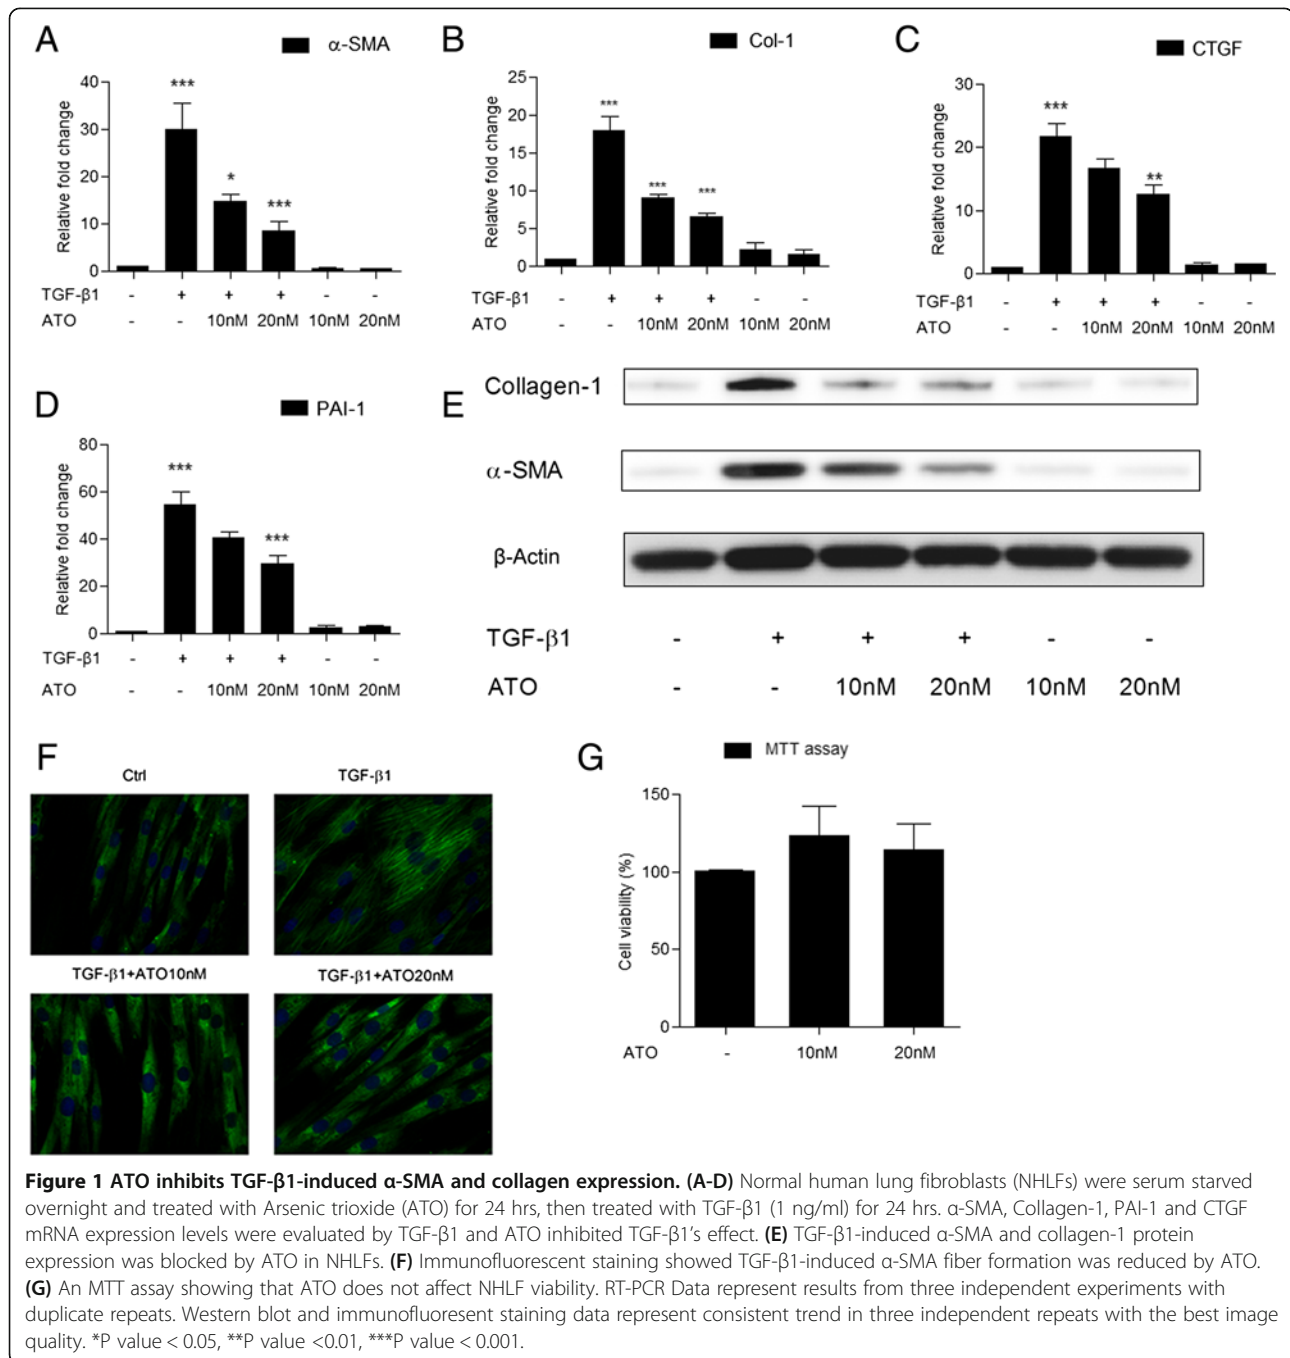 A
α-SMA
***
*
***
40
30
20
10
0
Relative fold change
TGF-β1 - + + + - -
ATO - - 10nM 20nM 10nM 20nM
B
Col-1
***
***
***
25
20
15
10
5
0
Relative fold change
TGF-β1 - + + + - -
ATO - - 10nM 20nM 10nM 20nM
C
CTGF
***
**
30
20
10
0
Relative fold change
TGF-β1 - + + + - -
ATO - - 10nM 20nM 10nM 20nM
D
PAI-1
***
***
80
60
40
20
0
Relative fold change
TGF-β1 - + + + - -
ATO - - 10nM 20nM 10nM 20nM
E
Collagen-1
α-SMA
β-Actin
TGF-β1 - + + + - -
ATO - - 10nM 20nM 10nM 20nM
F
Ctrl
TGF-β1
TGF-β1+ATO10nM
TGF-β1+ATO20nM
G
MTT assay
150
100
50
0
Cell viability (%)
ATO - 10nM 20nM
Figure 1 ATO inhibits TGF-β1-induced α-SMA and collagen expression. (A-D) Normal human lung fibroblasts (NHLFs) were serum starved
overnight and treated with Arsenic trioxide (ATO) for 24 hrs, then treated with TGF-β1 (1 ng/ml) for 24 hrs. α-SMA, Collagen-1, PAI-1 and CTGF
mRNA expression levels were evaluated by TGF-β1 and ATO inhibited TGF-β1's effect. (E) TGF-β1-induced α-SMA and collagen-1 protein
expression was blocked by ATO in NHLFs. (F) Immunofluorescent staining showed TGF-β1-induced α-SMA fiber formation was reduced by ATO.
(G) An MTT assay showing that ATO does not affect NHLF viability. RT-PCR Data represent results from three independent experiments with
duplicate repeats. Western blot and immunofluoresent staining data represent consistent trend in three independent repeats with the best image
quality. *P value < 0.05, **P value <0.01, ***P value < 0.001.